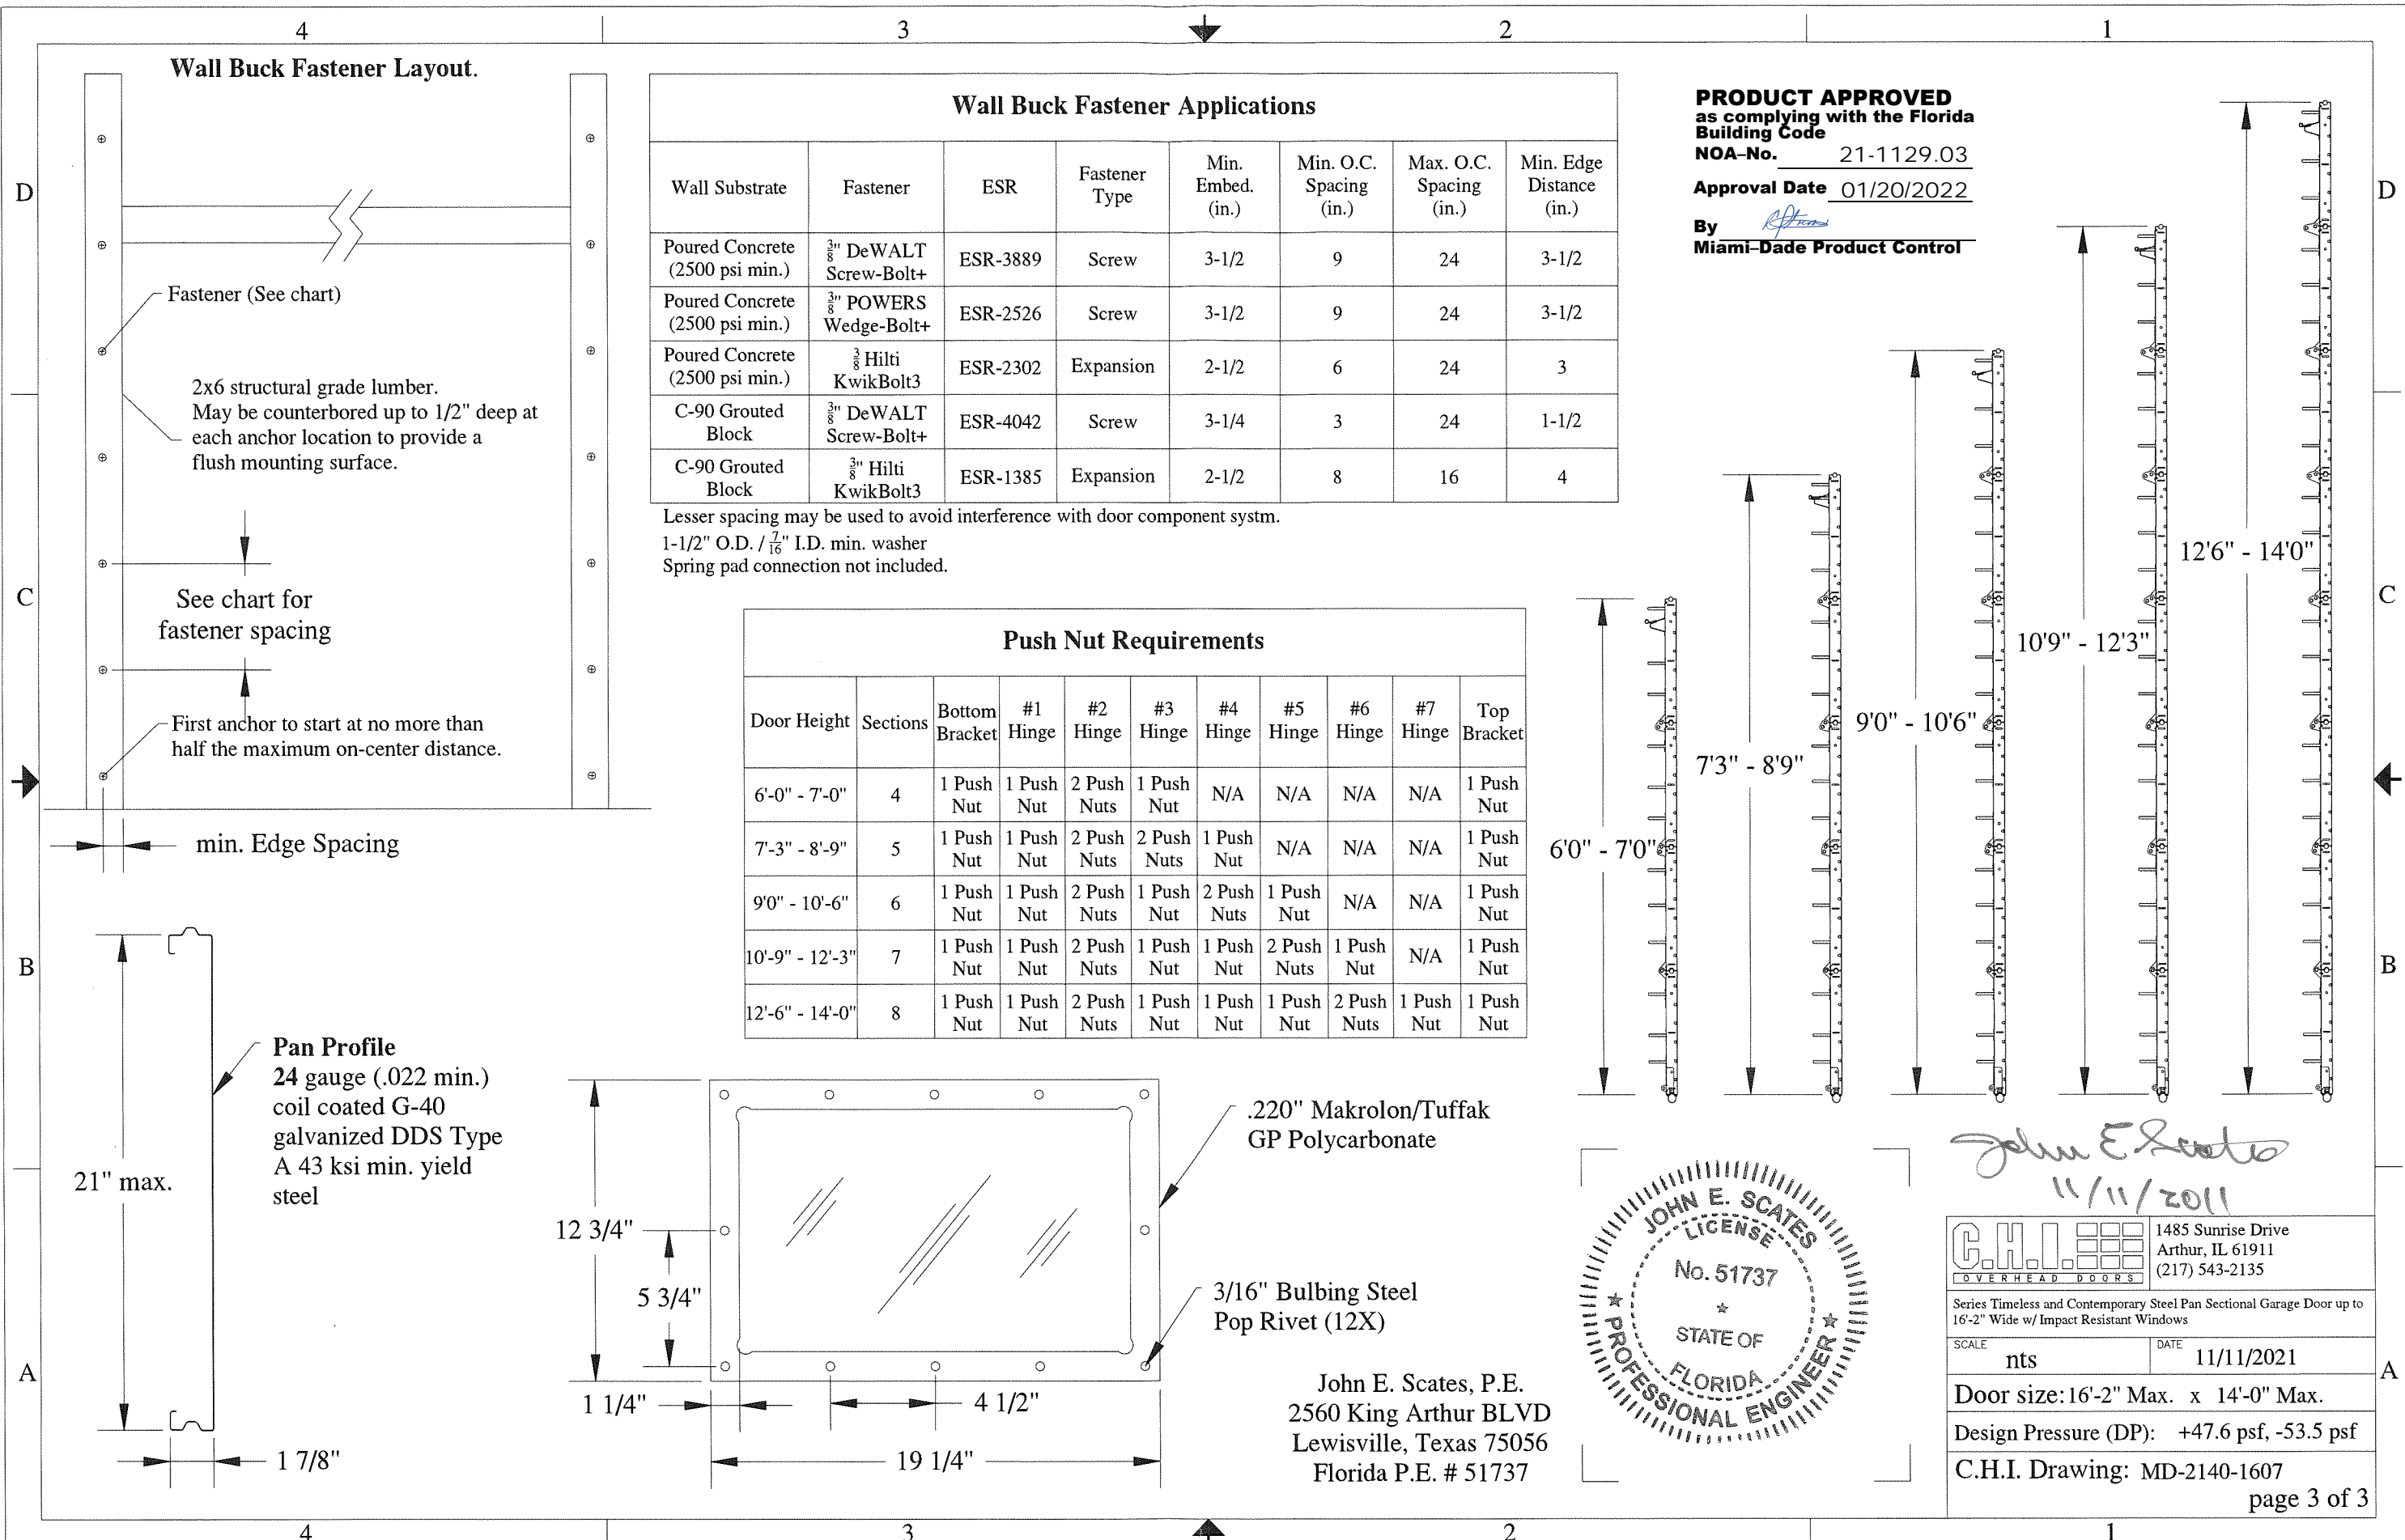 4 3 2 1
D
C
B
A
Wall Buck Fastener Layout.
Fastener (See chart)
2x6 structural grade lumber.
May be counterbored up to 1/2" deep at
each anchor location to provide a
flush mounting surface.
See chart for
fastener spacing
First anchor to start at no more than
half the maximum on-center distance.
min. Edge Spacing
Wall Buck Fastener Applications
Wall Substrate Fastener ESR Fastener Type Min. Embed. (in.) Min. O.C. Spacing (in.) Max. O.C. Spacing (in.) Min. Edge Distance (in.)
Poured Concrete (2500 psi min.) 3/8" DeWALT Screw-Bolt+ ESR-3889 Screw 3-1/2 9 24 3-1/2
Poured Concrete (2500 psi min.) 3/8" POWERS Wedge-Bolt+ ESR-2526 Screw 3-1/2 9 24 3-1/2
Poured Concrete (2500 psi min.) 3/8 Hilti KwikBolt3 ESR-2302 Expansion 2-1/2 6 24 3
C-90 Grouted Block 3/8" DeWALT Screw-Bolt+ ESR-4042 Screw 3-1/4 3 24 1-1/2
C-90 Grouted Block 3/8" Hilti KwikBolt3 ESR-1385 Expansion 2-1/2 8 16 4
Lesser spacing may be used to avoid interference with door component systm.
1-1/2" O.D. / 7/16" I.D. min. washer
Spring pad connection not included.
Push Nut Requirements
Door Height Sections Bottom Bracket #1 Hinge #2 Hinge #3 Hinge #4 Hinge #5 Hinge #6 Hinge #7 Hinge Top Bracket
6'-0" - 7'-0" 4 1 Push Nut 1 Push Nut 2 Push Nuts 1 Push Nut N/A N/A N/A N/A 1 Push Nut
7'-3" - 8'-9" 5 1 Push Nut 1 Push Nut 2 Push Nuts 2 Push Nuts 1 Push Nut N/A N/A N/A 1 Push Nut
9'0" - 10'-6" 6 1 Push Nut 1 Push Nut 2 Push Nuts 1 Push Nut 2 Push Nuts 1 Push Nut N/A N/A 1 Push Nut
10'-9" - 12'-3" 7 1 Push Nut 1 Push Nut 2 Push Nuts 1 Push Nut 1 Push Nut 2 Push Nuts 1 Push Nut N/A 1 Push Nut
12'-6" - 14'-0" 8 1 Push Nut 1 Push Nut 2 Push Nuts 1 Push Nut 1 Push Nut 1 Push Nut 2 Push Nuts 1 Push Nut 1 Push Nut
PRODUCT APPROVED
as complying with the Florida
Building Code
NOA–No. 21-1129.03
Approval Date 01/20/2022
By
Miami–Dade Product Control
6'0" - 7'0"
7'3" - 8'9"
9'0" - 10'6"
10'9" - 12'3"
12'6" - 14'0"
21" max.
1 7/8"
Pan Profile
24 gauge (.022 min.)
coil coated G-40
galvanized DDS Type
A 43 ksi min. yield
steel
12 3/4"
5 3/4"
1 1/4"
4 1/2"
19 1/4"
.220" Makrolon/Tuffak
GP Polycarbonate
3/16" Bulbing Steel
Pop Rivet (12X)
John E. Scates, P.E.
2560 King Arthur BLVD
Lewisville, Texas 75056
Florida P.E. # 51737
JOHN E. SCATES
LICENSE
No. 51737
STATE OF
FLORIDA
PROFESSIONAL ENGINEER
John E Scates
11/11/2011
C.H.I.
OVERHEAD DOORS
1485 Sunrise Drive
Arthur, IL 61911
(217) 543-2135
Series Timeless and Contemporary Steel Pan Sectional Garage Door up to
16'-2" Wide w/ Impact Resistant Windows
SCALE nts
DATE 11/11/2021
Door size: 16'-2" Max. x 14'-0" Max.
Design Pressure (DP): +47.6 psf, -53.5 psf
C.H.I. Drawing: MD-2140-1607
page 3 of 3
D
C
B
A
4 3 2 1